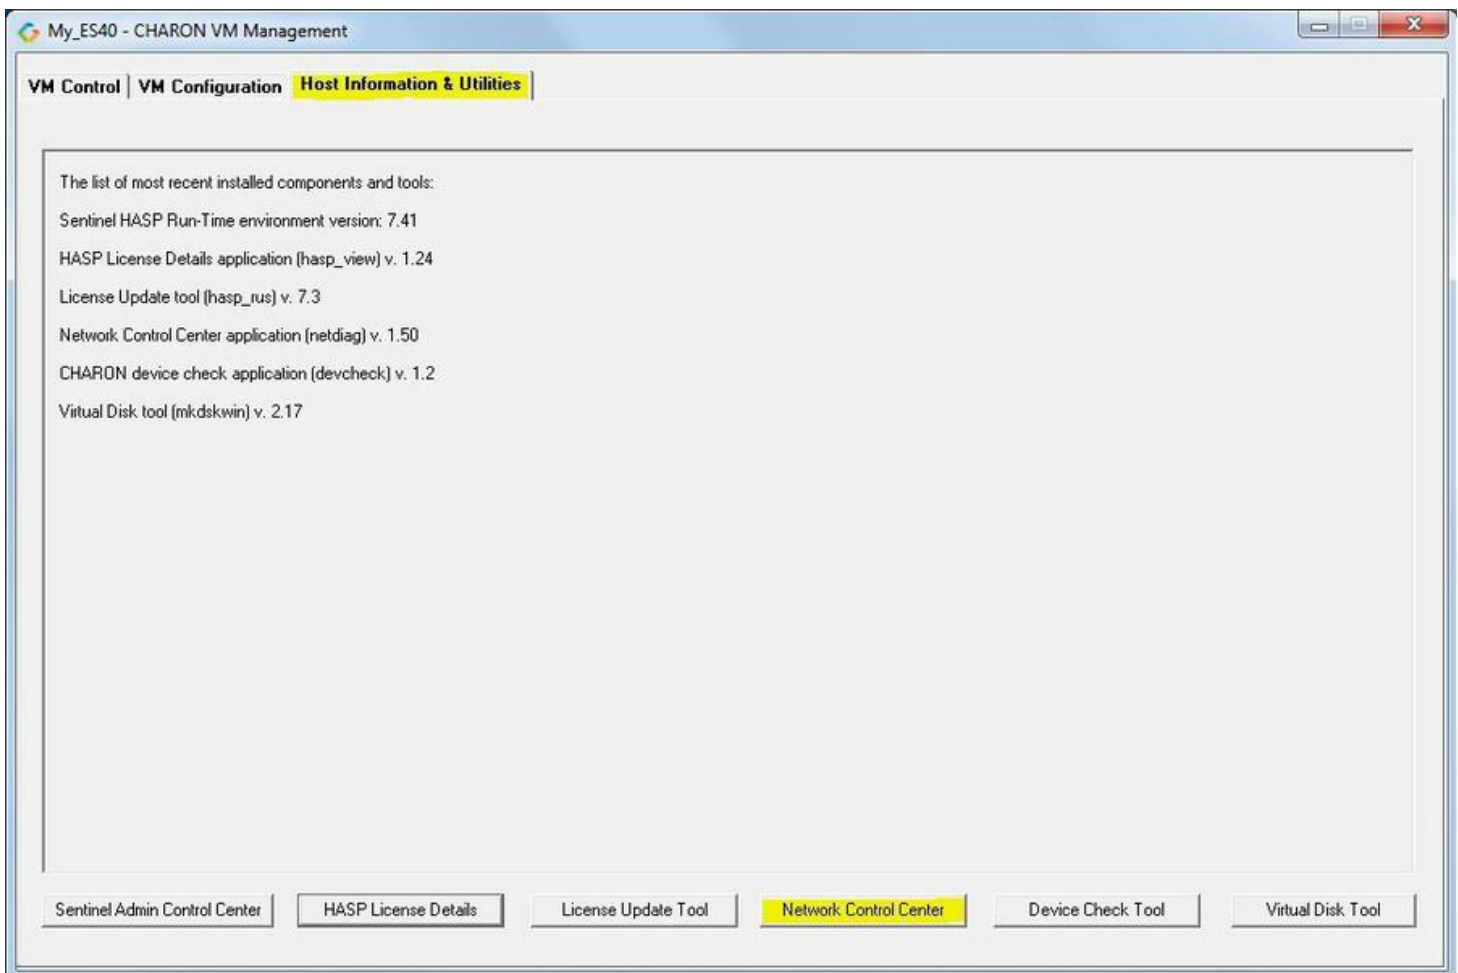 My_ES40 - CHARON VM Management
VM Control VM Configuration Host Information & Utilities
The list of most recent installed components and tools:
Sentinel HASP Run-Time environment version: 7.41
HASP License Details application (hasp_view) v. 1.24
License Update tool (hasp_rus) v. 7.3
Network Control Center application (netdiag) v. 1.50
CHARON device check application (devcheck) v. 1.2
Virtual Disk tool (mkdskwin) v. 2.17
Sentinel Admin Control Center HASP License Details License Update Tool Network Control Center Device Check Tool Virtual Disk Tool